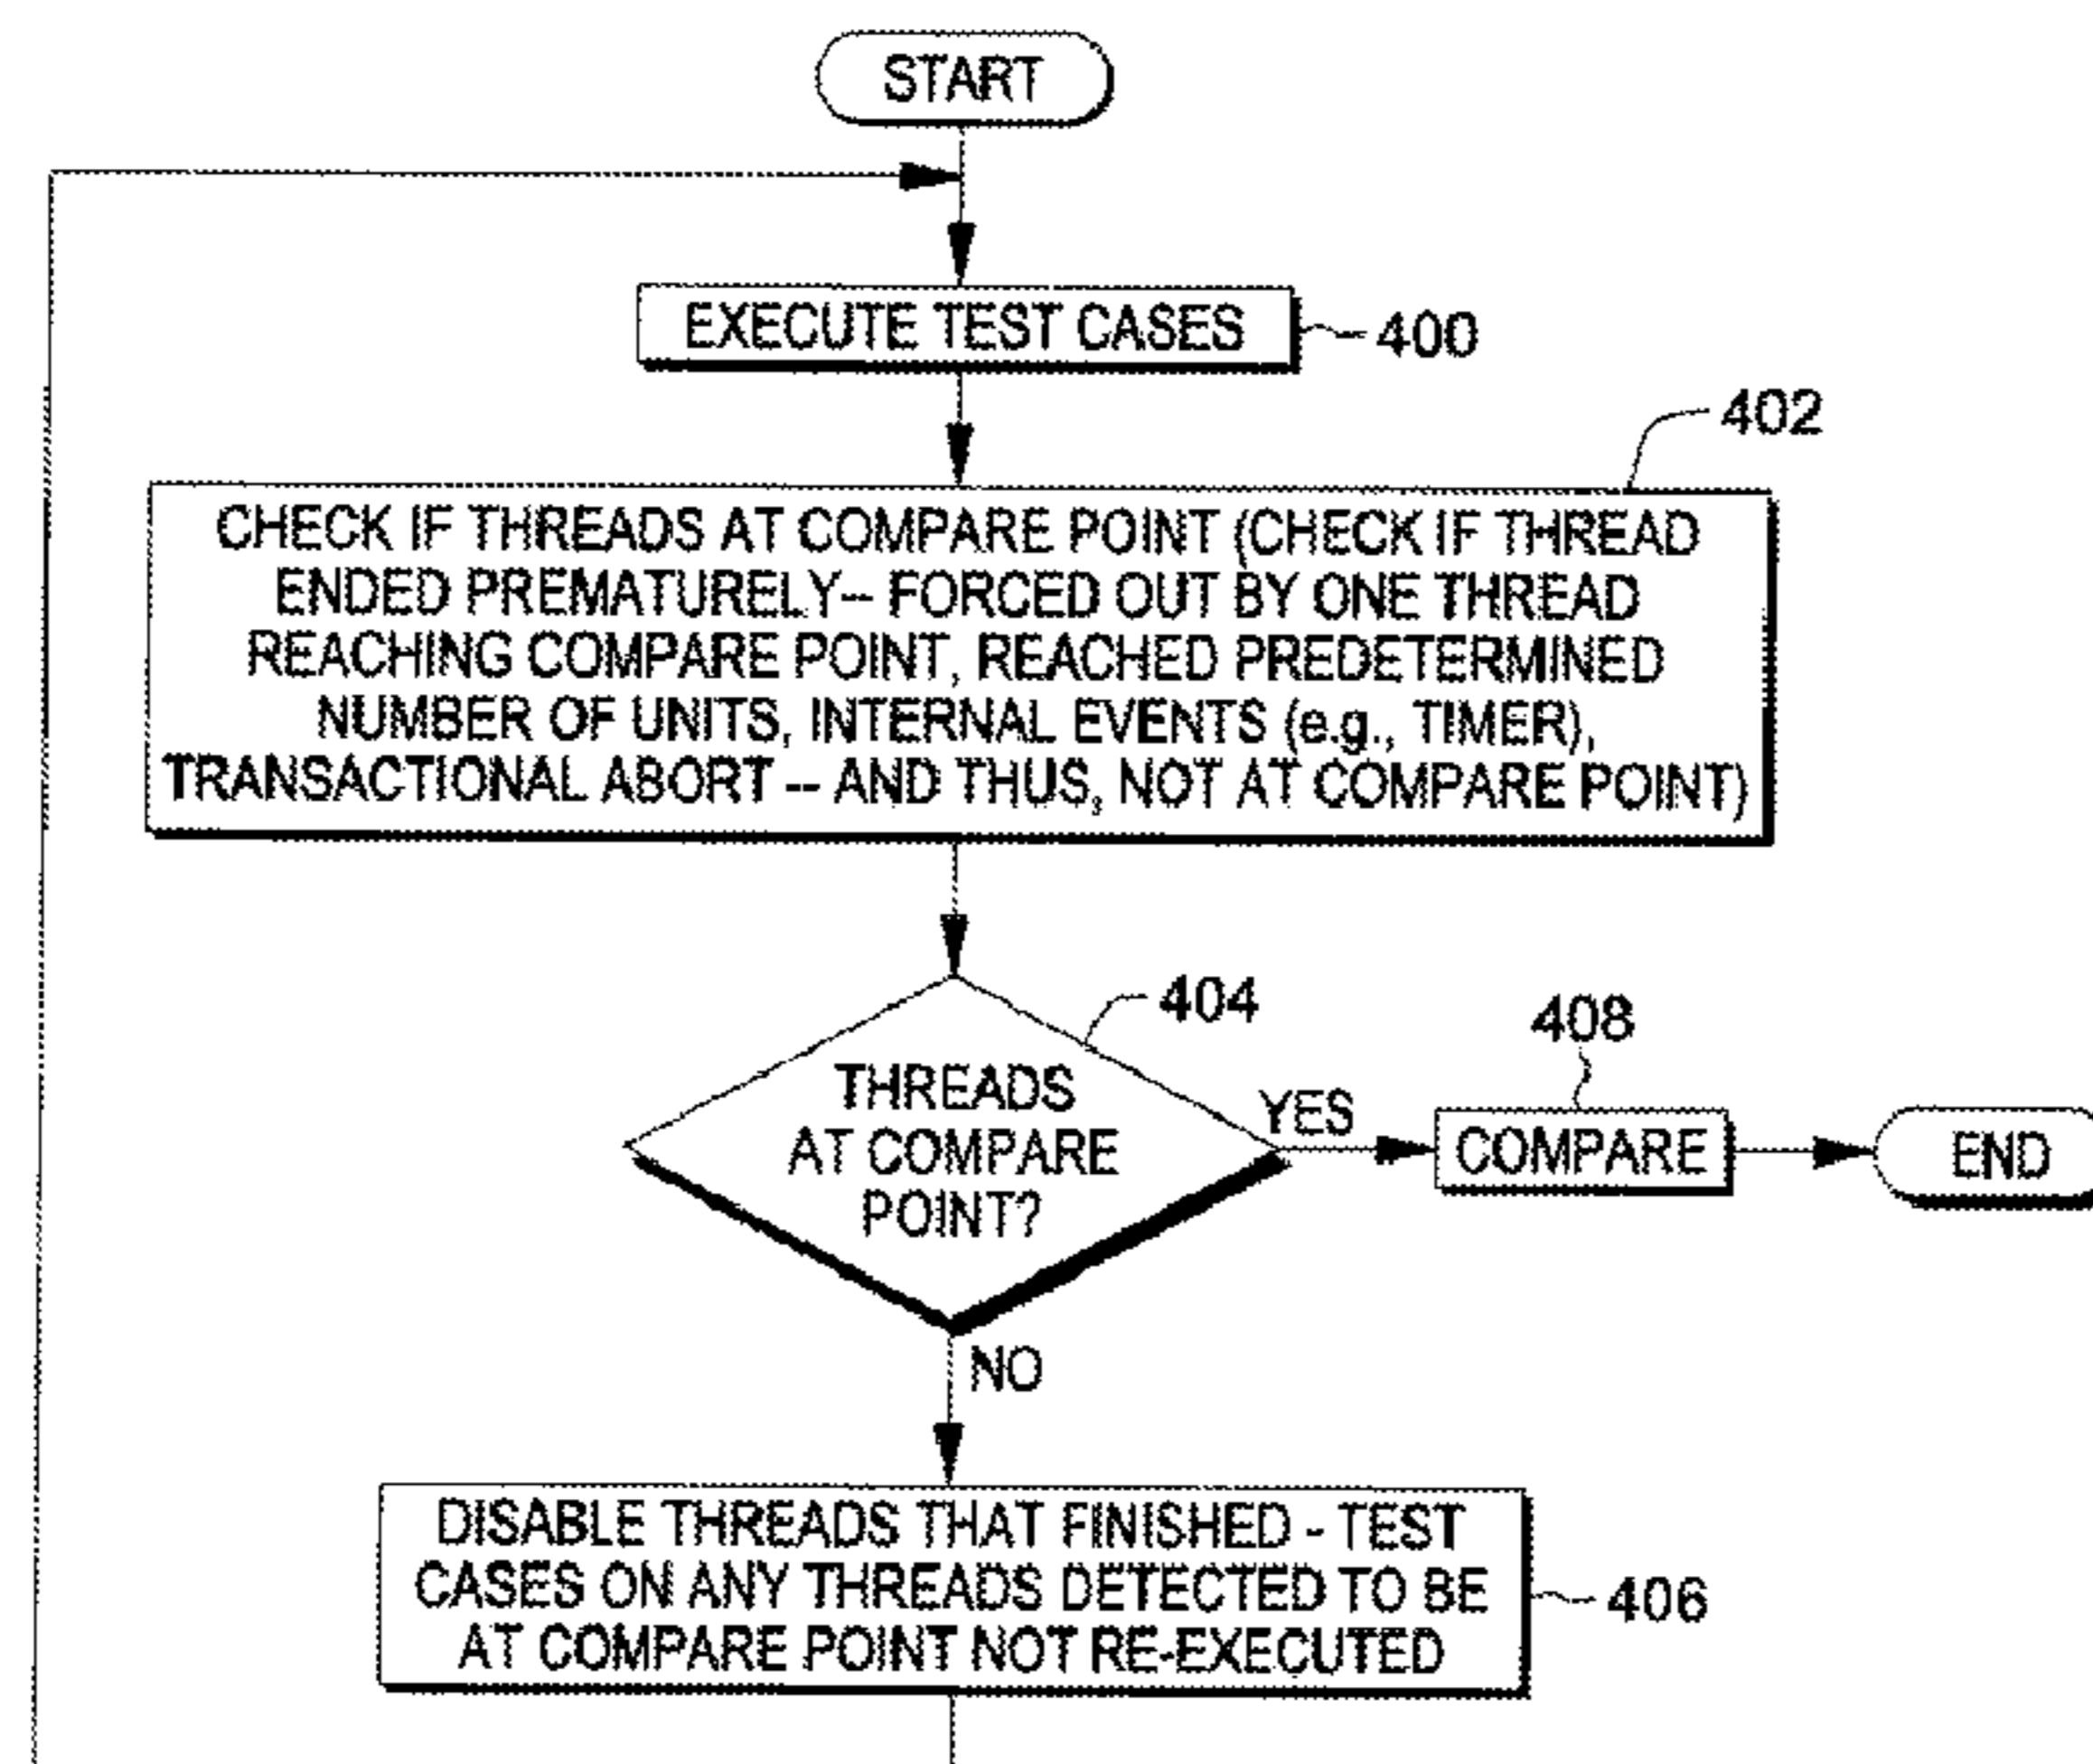 START
EXECUTE TEST CASES
400
402
CHECK IF THREADS AT COMPARE POINT (CHECK IF THREAD
ENDED PREMATURELY-- FORCED OUT BY ONE THREAD
REACHING COMPARE POINT, REACHED PREDETERMINED
NUMBER OF UNITS, INTERNAL EVENTS (e.g., TIMER),
TRANSACTIONAL ABORT -- AND THUS, NOT AT COMPARE POINT)
404
THREADS
AT COMPARE
POINT?
YES
408
COMPARE
END
NO
DISABLE THREADS THAT FINISHED - TEST
CASES ON ANY THREADS DETECTED TO BE
AT COMPARE POINT NOT RE-EXECUTED
406